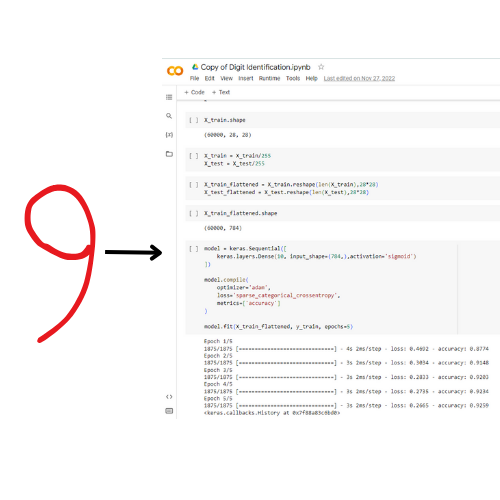 9
Copy of Digit Identification.ipynb
File Edit View Insert Runtime Tools Help Last edited on Nov 27, 2022
+ Code + Text
[ ] X_train.shape
(60000, 28, 28)
[ ] X_train = X_train/255
X_test = X_test/255
[ ] X_train_flattened = X_train.reshape(len(X_train),28*28)
X_test_flattened = X_test.reshape(len(X_test),28*28)
[ ] X_train_flattened.shape
(60000, 784)
[ ] model = keras.Sequential([
keras.layers.Dense(10, input_shape=(784,),activation='sigmoid')
])
model.compile(
optimizer='adam',
loss='sparse_categorical_crossentropy',
metrics=['accuracy']
)
model.fit(X_train_flattened, y_train, epochs=5)
Epoch 1/5
1875/1875 [==============================] - 4s 2ms/step - loss: 0.4692 - accuracy: 0.8774
Epoch 2/5
1875/1875 [==============================] - 3s 2ms/step - loss: 0.3034 - accuracy: 0.9148
Epoch 3/5
1875/1875 [==============================] - 3s 2ms/step - loss: 0.2833 - accuracy: 0.9203
Epoch 4/5
1875/1875 [==============================] - 3s 2ms/step - loss: 0.2735 - accuracy: 0.9234
Epoch 5/5
1875/1875 [==============================] - 3s 2ms/step - loss: 0.2665 - accuracy: 0.9259
<keras.callbacks.History at